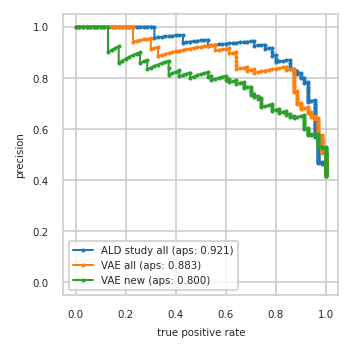 1.0
0.8
0.6
0.4
0.2
0.0
precision
ALD study all (aps: 0.921)
VAE all (aps: 0.883)
VAE new (aps: 0.800)
0.0 0.2 0.4 0.6 0.8 1.0
true positive rate